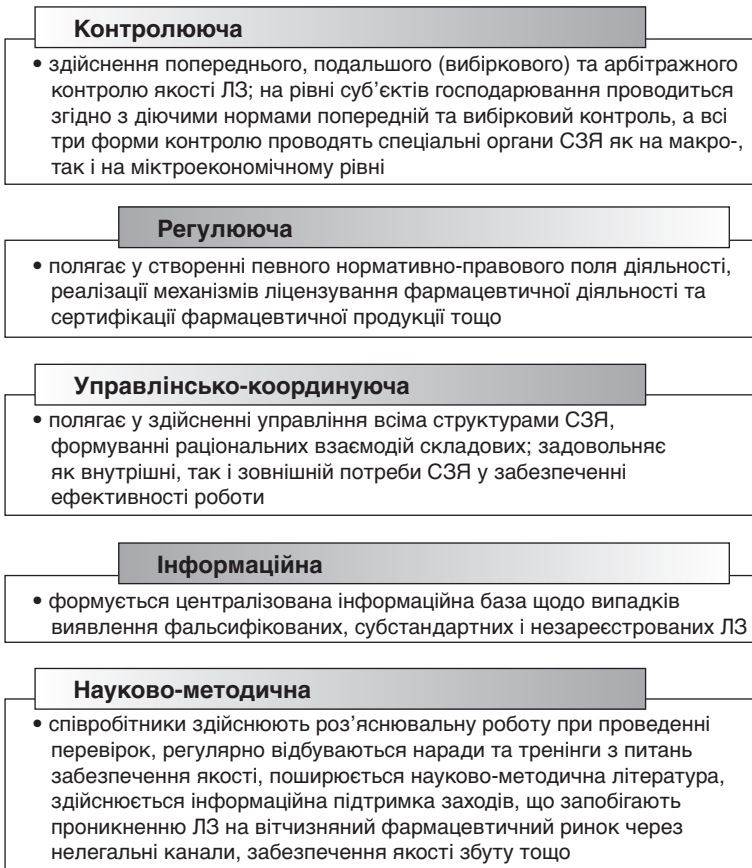 Контролююча
• здійснення попереднього, подальшого (вибіркового) та арбітражного
контролю якості ЛЗ; на рівні суб’єктів господарювання проводиться
згідно з діючими нормами попередній та вибірковий контроль, а всі
три форми контролю проводять спеціальні органи СЗЯ як на макро-,
так і на міктроекономічному рівні
Регулююча
• полягає у створенні певного нормативно-правового поля діяльності,
реалізації механізмів ліцензування фармацевтичної діяльності та
сертифікації фармацевтичної продукції тощо
Управлінсько-координуюча
• полягає у здійсненні управління всіма структурами СЗЯ,
формуванні раціональних взаємодій складових; задовольняє
як внутрішні, так і зовнішній потреби СЗЯ у забезпеченні
ефективності роботи
Інформаційна
• формується централізована інформаційна база щодо випадків
виявлення фальсифікованих, субстандартних і незареєстрованих ЛЗ
Науково-методична
• співробітники здійснюють роз’яснювальну роботу при проведенні
перевірок, регулярно відбуваються наради та тренінги з питань
забезпечення якості, поширюється науково-методична література,
здійснюється інформаційна підтримка заходів, що запобігають
проникненню ЛЗ на вітчизняний фармацевтичний ринок через
нелегальні канали, забезпечення якості збуту тощо